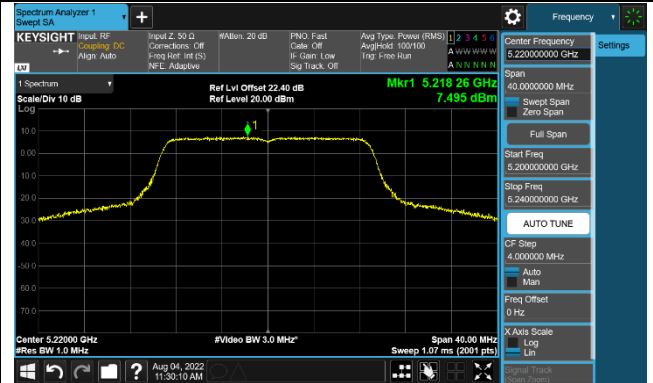 Spectrum Analyzer 1
Swept SA
Frequency
KEYSIGHT
Input: RF
Coupling: DC
Align: Auto
Input Z: 50 Ω
Corrections: Off
Freq Ref: Int (S)
NFE: Adaptive
#Atten: 20 dB
PNO: Fast
Gate: Off
IF Gain: Low
Sig Track: Off
Avg Type: Power (RMS)
Avg|Hold: 100/100
Trig: Free Run
1 2 3 4 5 6
A W W W W W
A N N N N N
LXI
1 Spectrum
Scale/Div 10 dB
Log
Ref Lvl Offset 22.40 dB
Ref Level 20.00 dBm
Mkr1 5.218 26 GHz
7.495 dBm
1
10.0
0.00
-10.0
-20.0
-30.0
-40.0
-50.0
-60.0
-70.0
Center 5.22000 GHz
#Res BW 1.0 MHz
#Video BW 3.0 MHz*
Span 40.00 MHz
Sweep 1.07 ms (2001 pts)
Aug 04, 2022
11:30:10 AM
Center Frequency
5.220000000 GHz
Settings
Span
40.0000000 MHz
Swept Span
Zero Span
Full Span
Start Freq
5.200000000 GHz
Stop Freq
5.240000000 GHz
AUTO TUNE
CF Step
4.000000 MHz
Auto
Man
Freq Offset
0 Hz
X Axis Scale
Log
Lin
Signal Track
(Span Zoom)